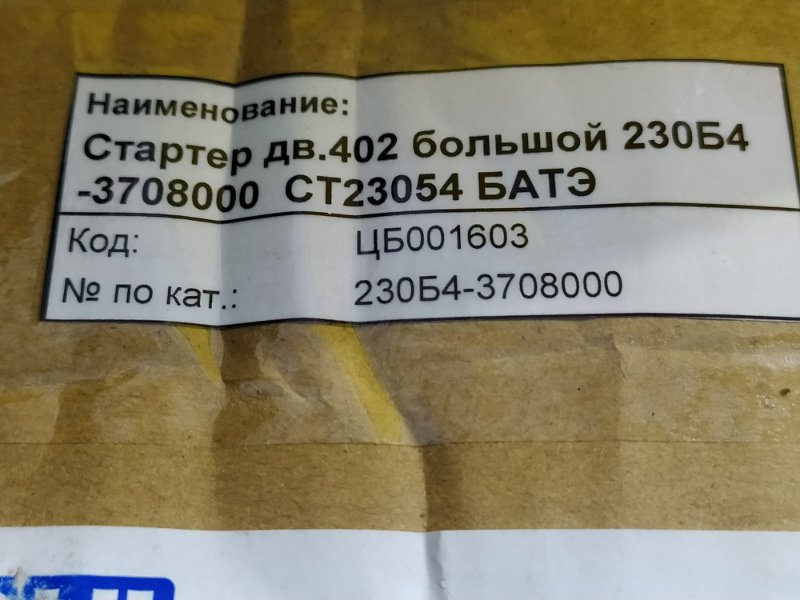 Наименование:
Стартер дв.402 большой 230Б4
-3708000 СТ23054 БАТЭ
Код: ЦБ001603
№ по кат.: 230Б4-3708000